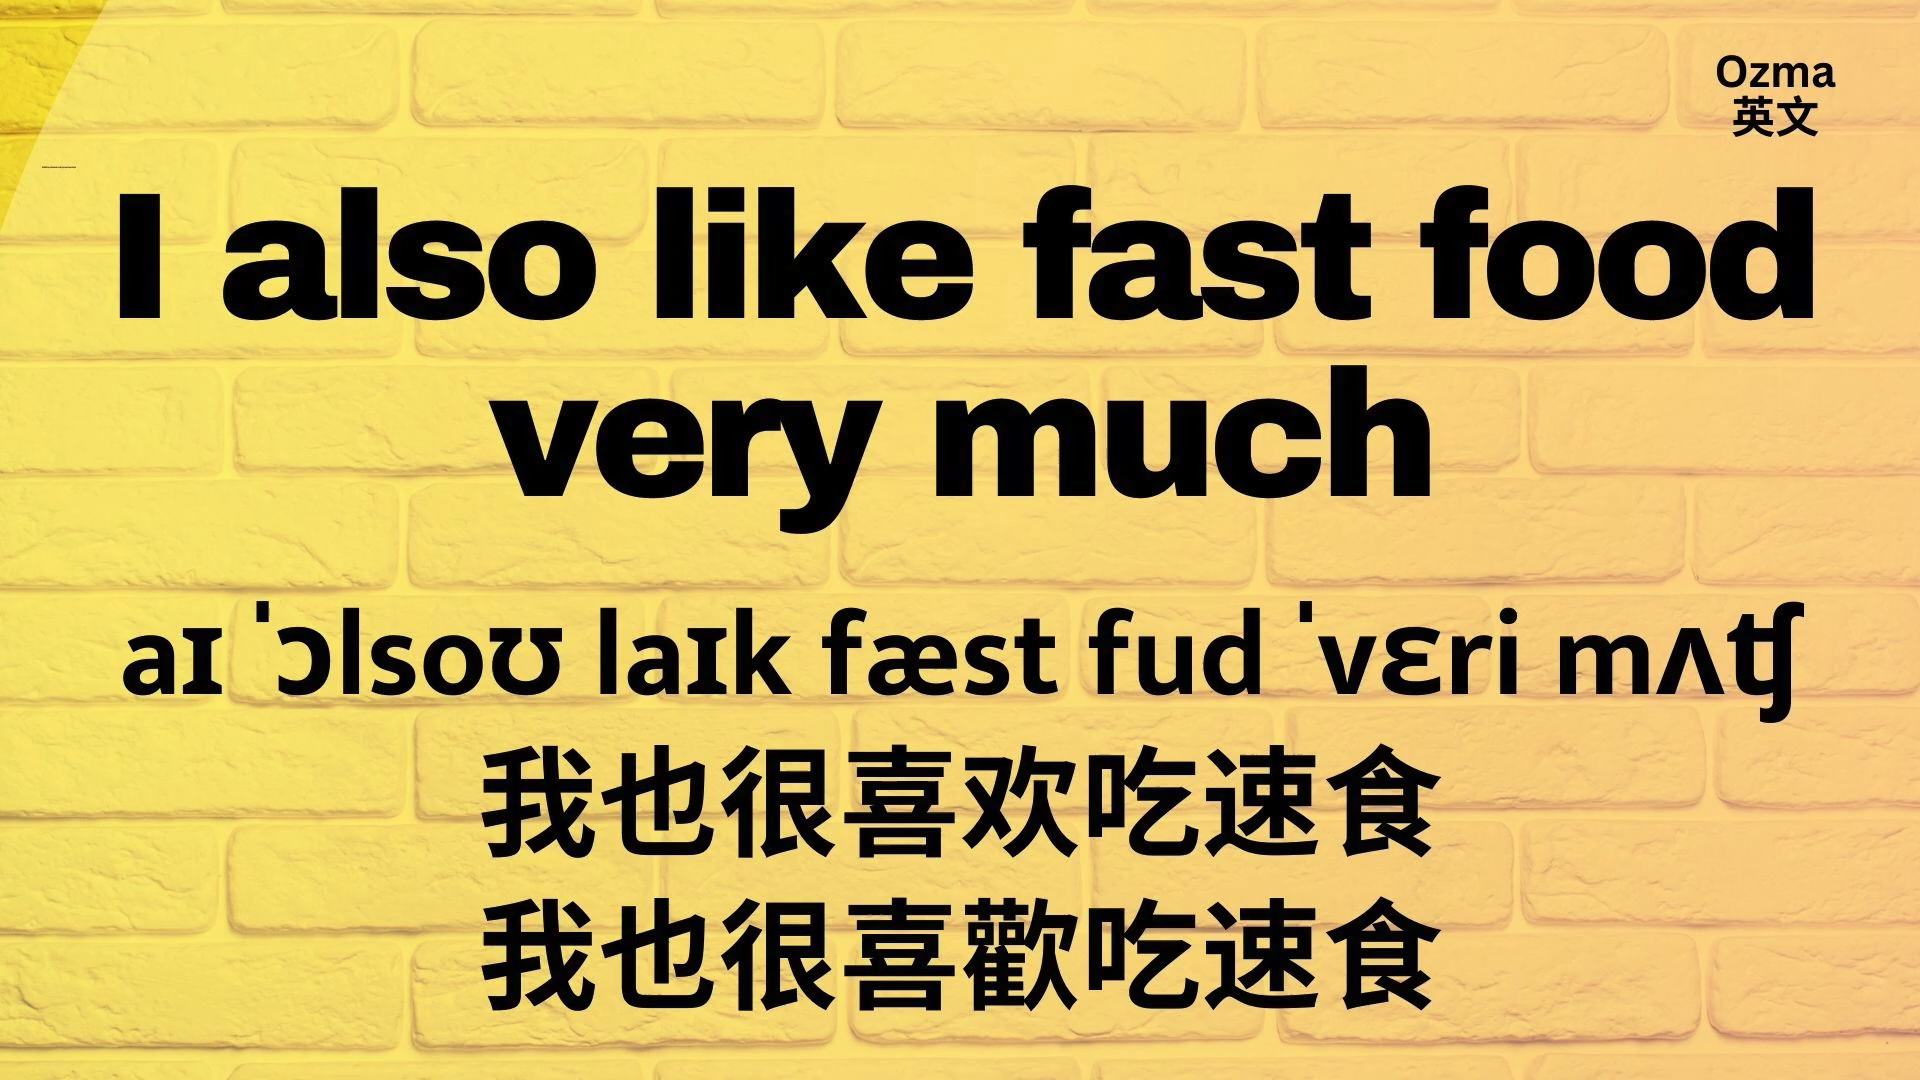 Ozma
英文
I also like fast food
very much
aɪ ˈɔlsoʊ laɪk fæst fud ˈvɛri mʌʧ
我也很喜欢吃速食
我也很喜歡吃速食